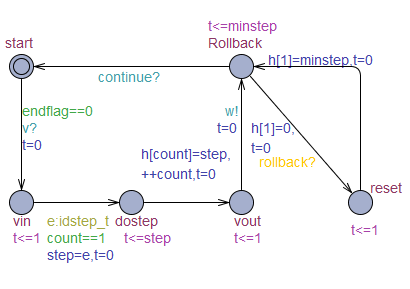 t<=minstep
start
Rollback
h[1]=minstep,t=0
continue?
endflag==0
v?
t=0
w!
t=0
h[1]=0,
t=0
h[count]=step,
++count,t=0
rollback?
reset
vin
e:idstep_t
dostep
vout
t<=1
count==1
t<=step
t<=1
t<=1
step=e,t=0